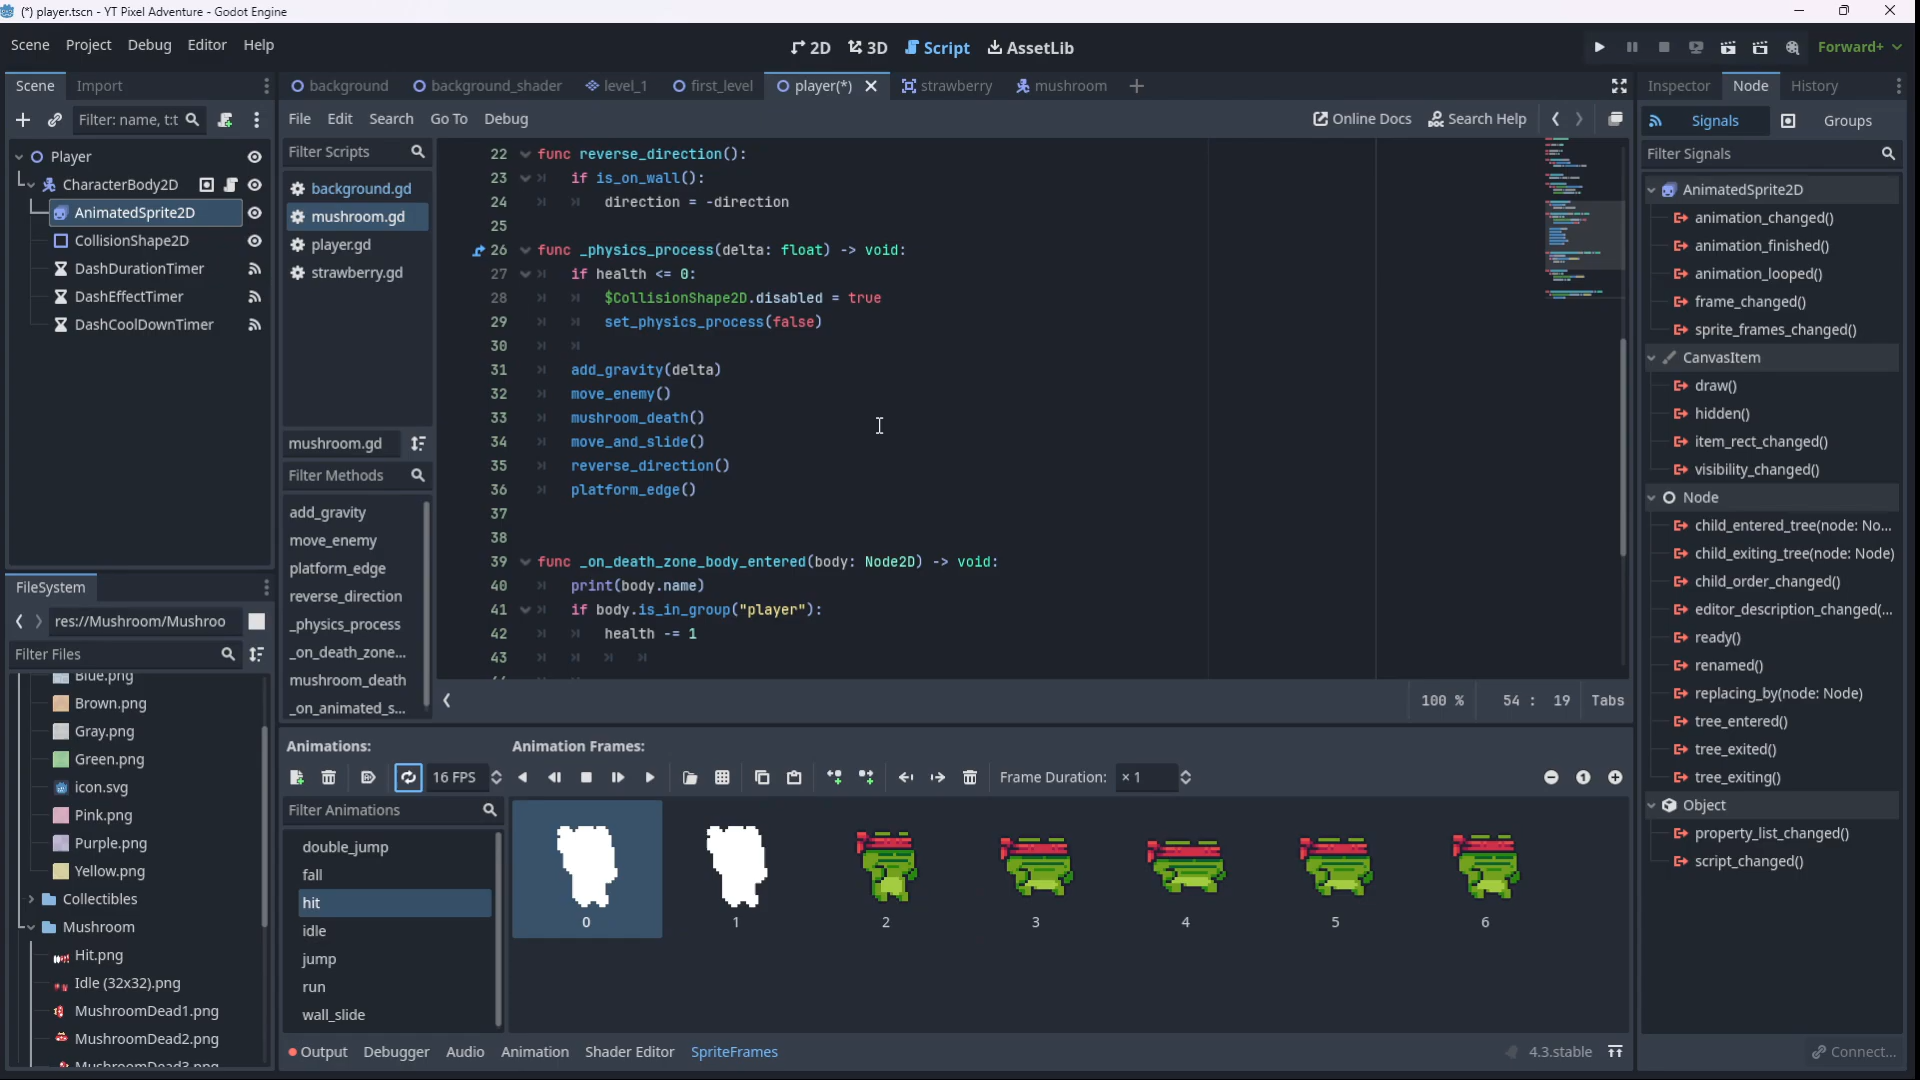 (*) player.tscn - YT Pixel Adventure - Godot Engine
Scene Project Debug Editor Help
2D 3D Script AssetLib
Forward+
Scene Import
background background_shader level_1 first_level player(*) strawberry mushroom
Inspector Node History
Filter: name, t:t
File Edit Search Go To Debug
Online Docs Search Help
Signals Groups
Filter Scripts
Filter Signals
Player
CharacterBody2D
AnimatedSprite2D
CollisionShape2D
DashDurationTimer
DashEffectTimer
DashCoolDownTimer
background.gd
mushroom.gd
player.gd
strawberry.gd
mushroom.gd
Filter Methods
add_gravity
move_enemy
platform_edge
reverse_direction
_physics_process
_on_death_zone...
mushroom_death
_on_animated_s...
22 func reverse_direction():
23 if is_on_wall():
24 direction = -direction
25
26 func _physics_process(delta: float) -> void:
27 if health <= 0:
28 $CollisionShape2D.disabled = true
29 set_physics_process(false)
30
31 add_gravity(delta)
32 move_enemy()
33 mushroom_death()
34 move_and_slide()
35 reverse_direction()
36 platform_edge()
37
38
39 func _on_death_zone_body_entered(body: Node2D) -> void:
40 print(body.name)
41 if body.is_in_group("player"):
42 health -= 1
43
100 % 54 : 19 Tabs
AnimatedSprite2D
animation_changed()
animation_finished()
animation_looped()
frame_changed()
sprite_frames_changed()
CanvasItem
draw()
hidden()
item_rect_changed()
visibility_changed()
Node
child_entered_tree(node: No...
child_exiting_tree(node: Node)
child_order_changed()
editor_description_changed(...
ready()
renamed()
replacing_by(node: Node)
tree_entered()
tree_exited()
tree_exiting()
Object
property_list_changed()
script_changed()
Connect...
FileSystem
res://Mushroom/Mushroo
Filter Files
Blue.png
Brown.png
Gray.png
Green.png
icon.svg
Pink.png
Purple.png
Yellow.png
Collectibles
Mushroom
Hit.png
Idle (32x32).png
MushroomDead1.png
MushroomDead2.png
MushroomDead3.png
Animations: Animation Frames:
16 FPS Frame Duration: × 1
Filter Animations
double_jump
fall
hit
idle
jump
run
wall_slide
0 1 2 3 4 5 6
Output Debugger Audio Animation Shader Editor SpriteFrames
4.3.stable